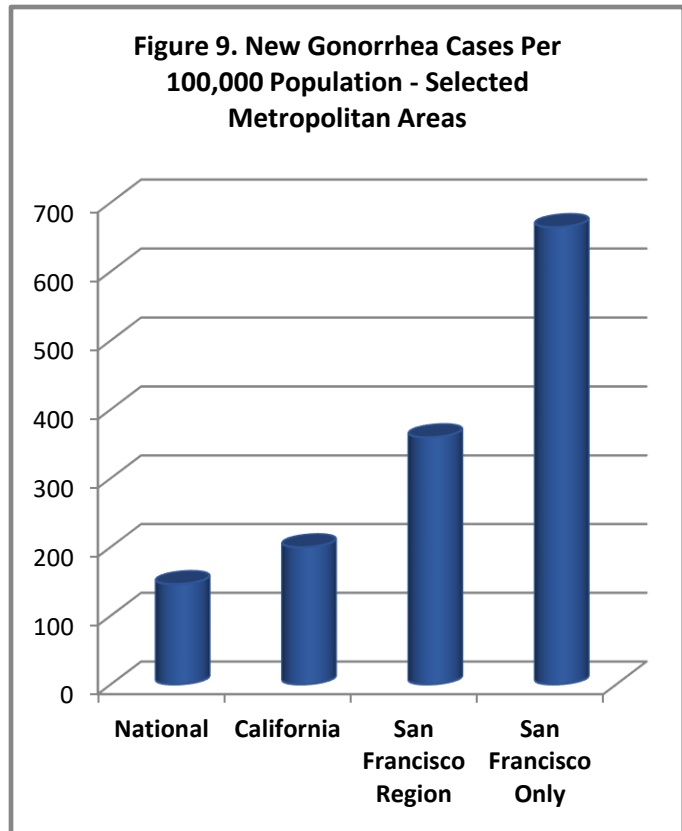 Figure 9. New Gonorrhea Cases Per
100,000 Population - Selected
Metropolitan Areas
700
600
500
400
300
200
100
0
National California San San
Francisco Francisco
Region Only